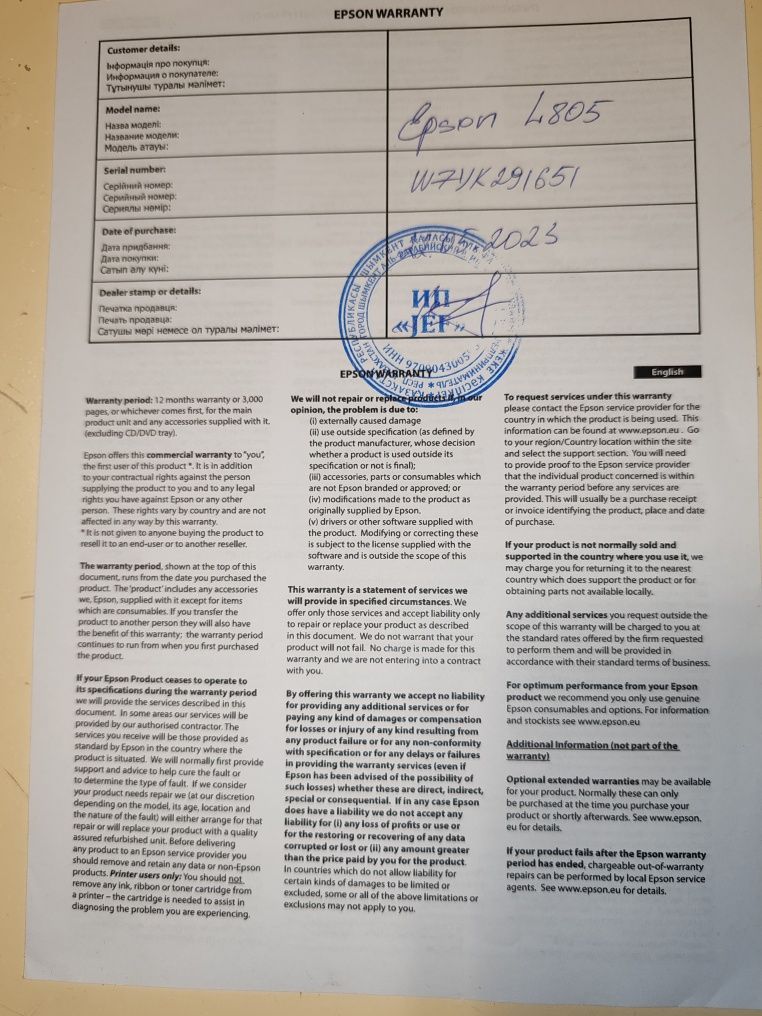 EPSON WARRANTY
Customer details:
Інформація про покупця:
Информация о покупателе:
Тұтынушы туралы мәлімет:
Model name:
Назва моделі:
Название модели:
Модель атауы:
Epson L805
Serial number:
Серійний номер:
Серийный номер:
Сериялы нөмір:
W7YK291651
Date of purchase:
Дата придбання:
Дата покупки:
Сатып алу күні:
2023
Dealer stamp or details:
Печатка продавця:
Печать продавца:
Сатушы мөрі немесе ол туралы мәлімет:
ИП
«JEF»
EPSON WARRANTY
English
Warranty period: 12 months warranty or 3,000
pages, or whichever comes first, for the main
product unit and any accessories supplied with it.
(excluding CD/DVD tray).
Epson offers this commercial warranty to "you",
the first user of this product *. It is in addition
to your contractual rights against the person
supplying the product to you and to any legal
rights you have against Epson or any other
person. These rights vary by country and are not
affected in any way by this warranty.
* It is not given to anyone buying the product to
resell it to an end-user or to another reseller.
The warranty period, shown at the top of this
document, runs from the date you purchased the
product. The 'product' includes any accessories
we, Epson, supplied with it except for items
which are consumables. If you transfer the
product to another person they will also have
the benefit of this warranty; the warranty period
continues to run from when you first purchased
the product.
If your Epson Product ceases to operate to
its specifications during the warranty period
we will provide the services described in this
document. In some areas our services will be
provided by our authorised contractor. The
services you receive will be those provided as
standard by Epson in the country where the
product is situated. We will normally first provide
support and advice to help cure the fault or
to determine the type of fault. If we consider
your product needs repair we (at our discretion
depending on the model, its age, location and
the nature of the fault) will either arrange for that
repair or will replace your product with a quality
assured refurbished unit. Before delivering
any product to an Epson service provider you
should remove and retain any data or non-Epson
products. Printer users only: You should not
remove any ink, ribbon or toner cartridge from
a printer – the cartridge is needed to assist in
diagnosing the problem you are experiencing.
We will not repair or replace products if, in our
opinion, the problem is due to:
(i) externally caused damage
(ii) use outside specification (as defined by
the product manufacturer, whose decision
whether a product is used outside its
specification or not is final);
(iii) accessories, parts or consumables which
are not Epson branded or approved; or
(iv) modifications made to the product as
originally supplied by Epson.
(v) drivers or other software supplied with
the product. Modifying or correcting these
is subject to the license supplied with the
software and is outside the scope of this
warranty.
This warranty is a statement of services we
will provide in specified circumstances. We
offer only those services and accept liability only
to repair or replace your product as described
in this document. We do not warrant that your
product will not fail. No charge is made for this
warranty and we are not entering into a contract
with you.
By offering this warranty we accept no liability
for providing any additional services or for
paying any kind of damages or compensation
for losses or injury of any kind resulting from
any product failure or for any non-conformity
with specification or for any delays or failures
in providing the warranty services (even if
Epson has been advised of the possibility of
such losses) whether these are direct, indirect,
special or consequential. If in any case Epson
does have a liability we do not accept any
liability for (i) any loss of profits or use or
for the restoring or recovering of any data
corrupted or lost or (ii) any amount greater
than the price paid by you for the product.
In countries which do not allow liability for
certain kinds of damages to be limited or
excluded, some or all of the above limitations or
exclusions may not apply to you.
To request services under this warranty
please contact the Epson service provider for the
country in which the product is being used. This
information can be found at www.epson.eu . Go
to your region/Country location within the site
and select the support section. You will need
to provide proof to the Epson service provider
that the individual product concerned is within
the warranty period before any services are
provided. This will usually be a purchase receipt
or invoice identifying the product, place and date
of purchase.
If your product is not normally sold and
supported in the country where you use it, we
may charge you for returning it to the nearest
country which does support the product or for
obtaining parts not available locally.
Any additional services you request outside the
scope of this warranty will be charged to you at
the standard rates offered by the firm requested
to perform them and will be provided in
accordance with their standard terms of business.
For optimum performance from your Epson
product we recommend you only use genuine
Epson consumables and options. For information
and stockists see www.epson.eu
Additional Information (not part of the
warranty)
Optional extended warranties may be available
for your product. Normally these can only
be purchased at the time you purchase your
product or shortly afterwards. See www.epson.
eu for details.
If your product fails after the Epson warranty
period has ended, chargeable out-of-warranty
repairs can be performed by local Epson service
agents. See www.epson.eu for details.